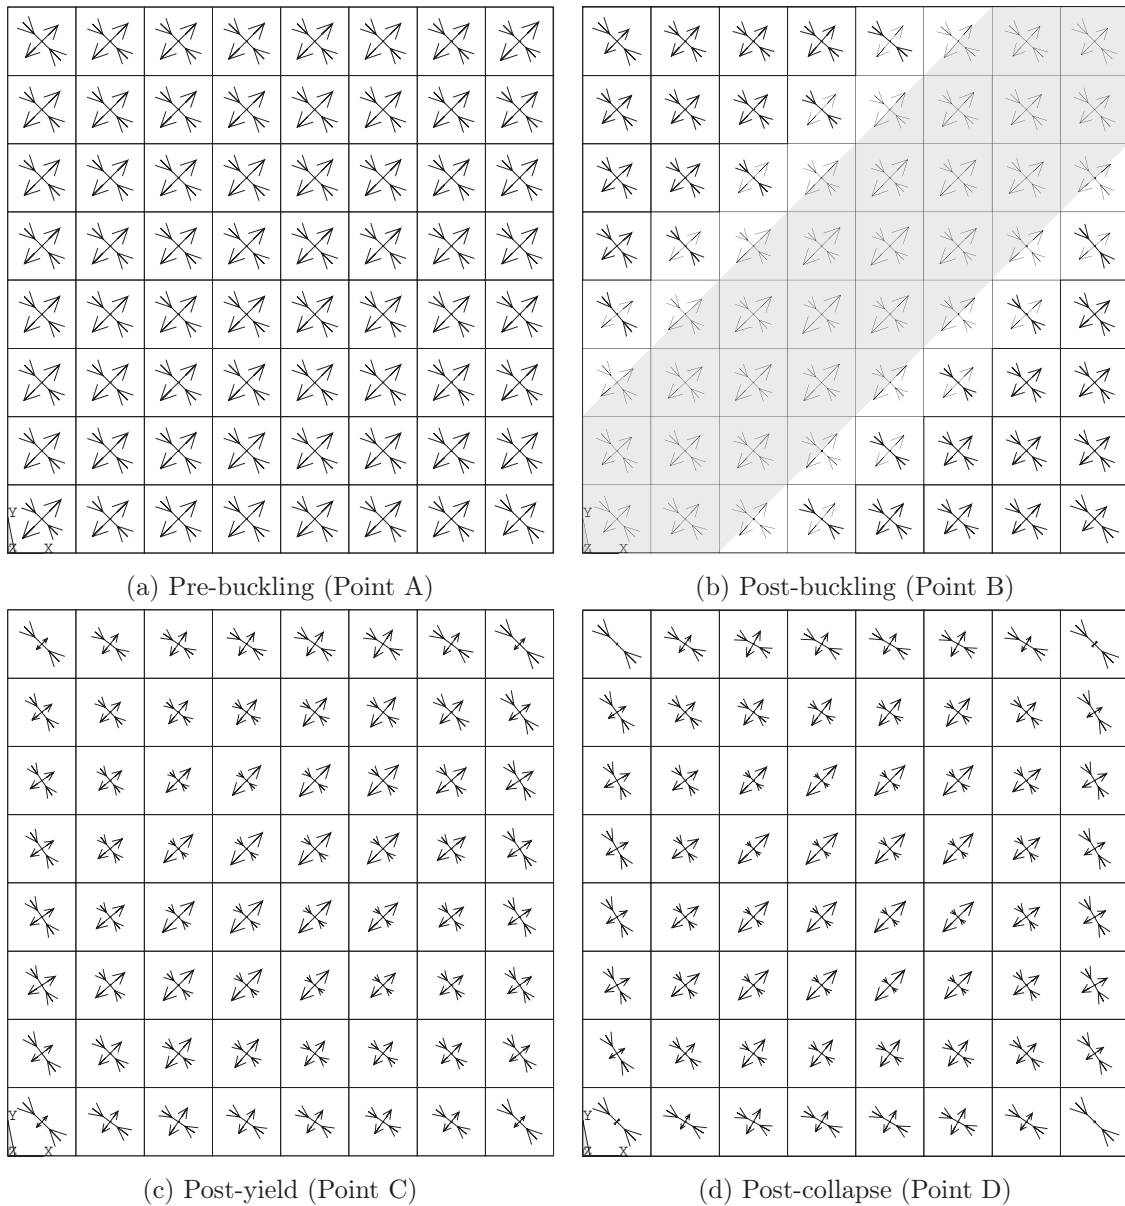 Y
Z X
Y
Z X
(a) Pre-buckling (Point A)
(b) Post-buckling (Point B)
Y
Z X
Y
Z X
(c) Post-yield (Point C)
(d) Post-collapse (Point D)